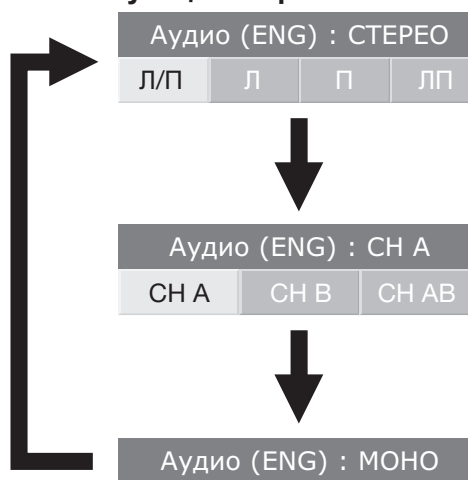 Аудио (ENG) : СТЕРЕО
Л/П Л П ЛП
Аудио (ENG) : CH A
CH A CH B CH AB
Аудио (ENG) : МОНО